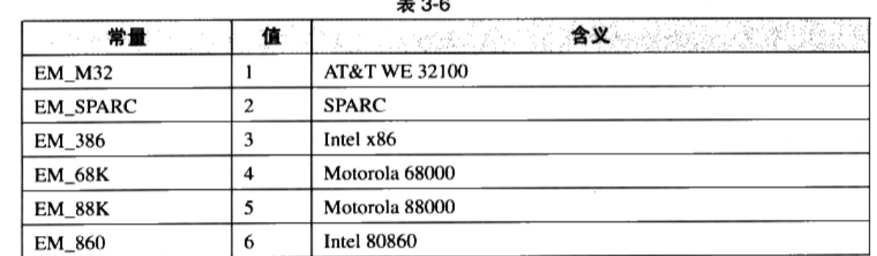 表 3-6
常量 值 含义
EM_M32 1 AT&T WE 32100
EM_SPARC 2 SPARC
EM_386 3 Intel x86
EM_68K 4 Motorola 68000
EM_88K 5 Motorola 88000
EM_860 6 Intel 80860